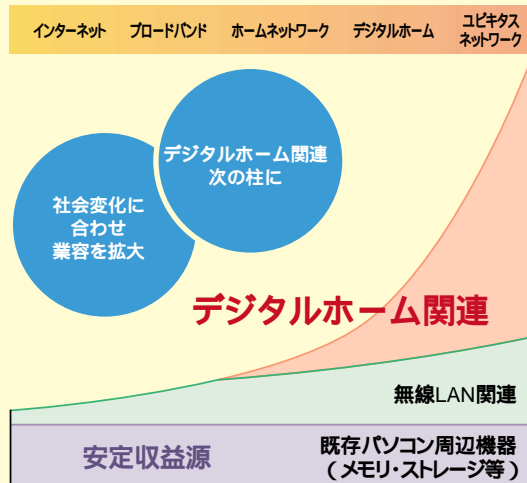 インターネット
ブロードバンド
ホームネットワーク
デジタルホーム
ユビキタス
ネットワーク
デジタルホーム関連
次の柱に
社会変化に
合わせ
業容を拡大
デジタルホーム関連
無線LAN関連
安定収益源
既存パソコン周辺機器
（メモリ・ストレージ等）